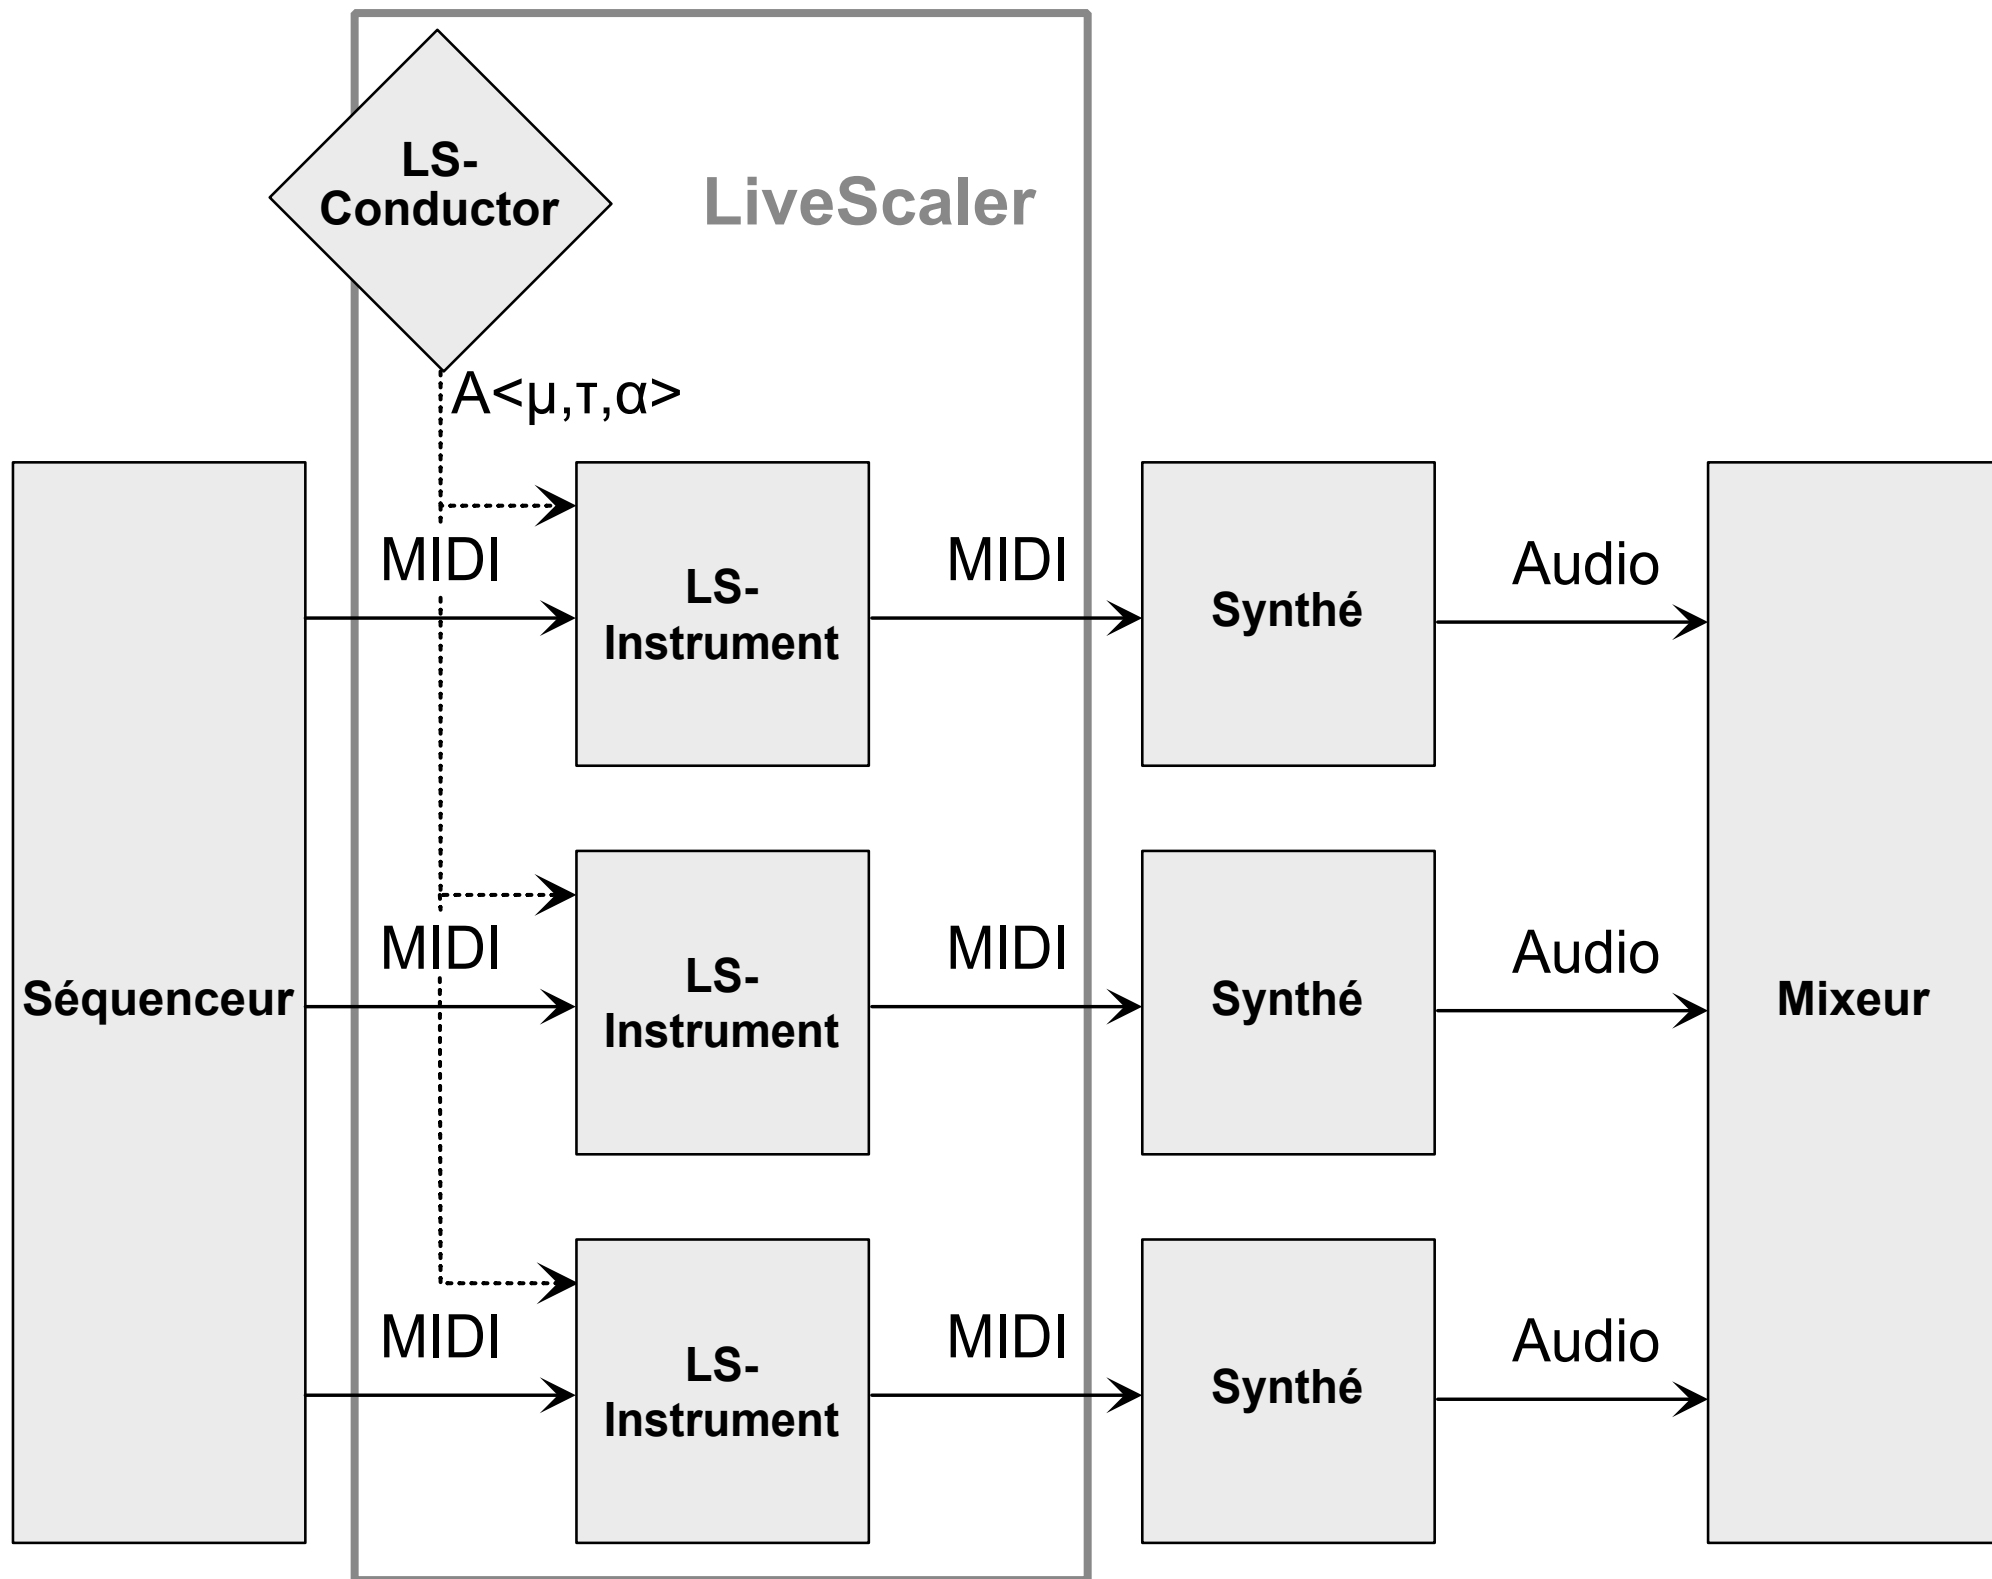 LS-
Conductor
LiveScaler
A<μ,τ,α>
MIDI
LS-
Instrument
MIDI
Synthé
Audio
Séquenceur
MIDI
LS-
Instrument
MIDI
Synthé
Audio
Mixeur
MIDI
LS-
Instrument
MIDI
Synthé
Audio